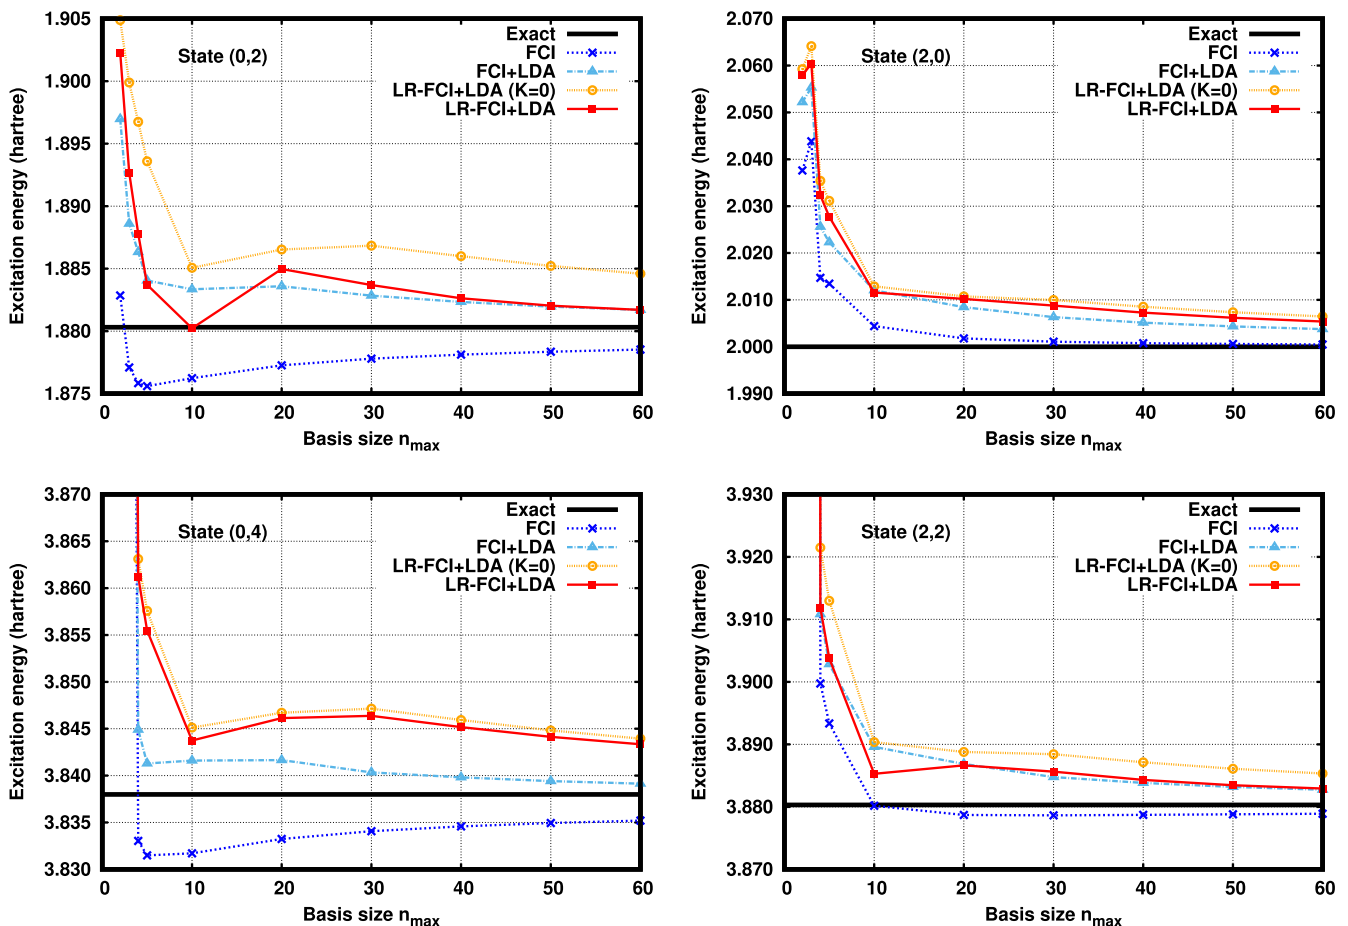 State (0,2)
Exact
FCI
FCI+LDA
LR-FCI+LDA (K=0)
LR-FCI+LDA
Excitation energy (hartree)
1.905
1.900
1.895
1.890
1.885
1.880
1.875
0 10 20 30 40 50 60
Basis size n_max
State (2,0)
Exact
FCI
FCI+LDA
LR-FCI+LDA (K=0)
LR-FCI+LDA
Excitation energy (hartree)
2.070
2.060
2.050
2.040
2.030
2.020
2.010
2.000
1.990
0 10 20 30 40 50 60
Basis size n_max
State (0,4)
Exact
FCI
FCI+LDA
LR-FCI+LDA (K=0)
LR-FCI+LDA
Excitation energy (hartree)
3.870
3.865
3.860
3.855
3.850
3.845
3.840
3.835
3.830
0 10 20 30 40 50 60
Basis size n_max
State (2,2)
Exact
FCI
FCI+LDA
LR-FCI+LDA (K=0)
LR-FCI+LDA
Excitation energy (hartree)
3.930
3.920
3.910
3.900
3.890
3.880
3.870
0 10 20 30 40 50 60
Basis size n_max